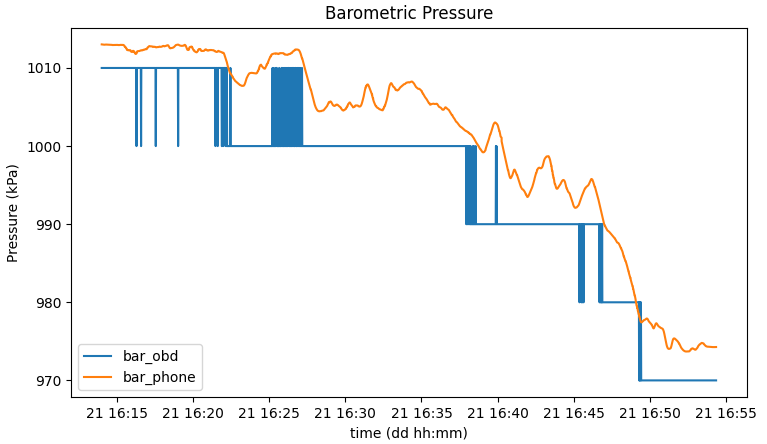 Barometric Pressure
Pressure (kPa)
1010
1000
990
980
970
bar_obd
bar_phone
21 16:15
21 16:20
21 16:25
21 16:30
21 16:35
21 16:40
21 16:45
21 16:50
21 16:55
time (dd hh:mm)